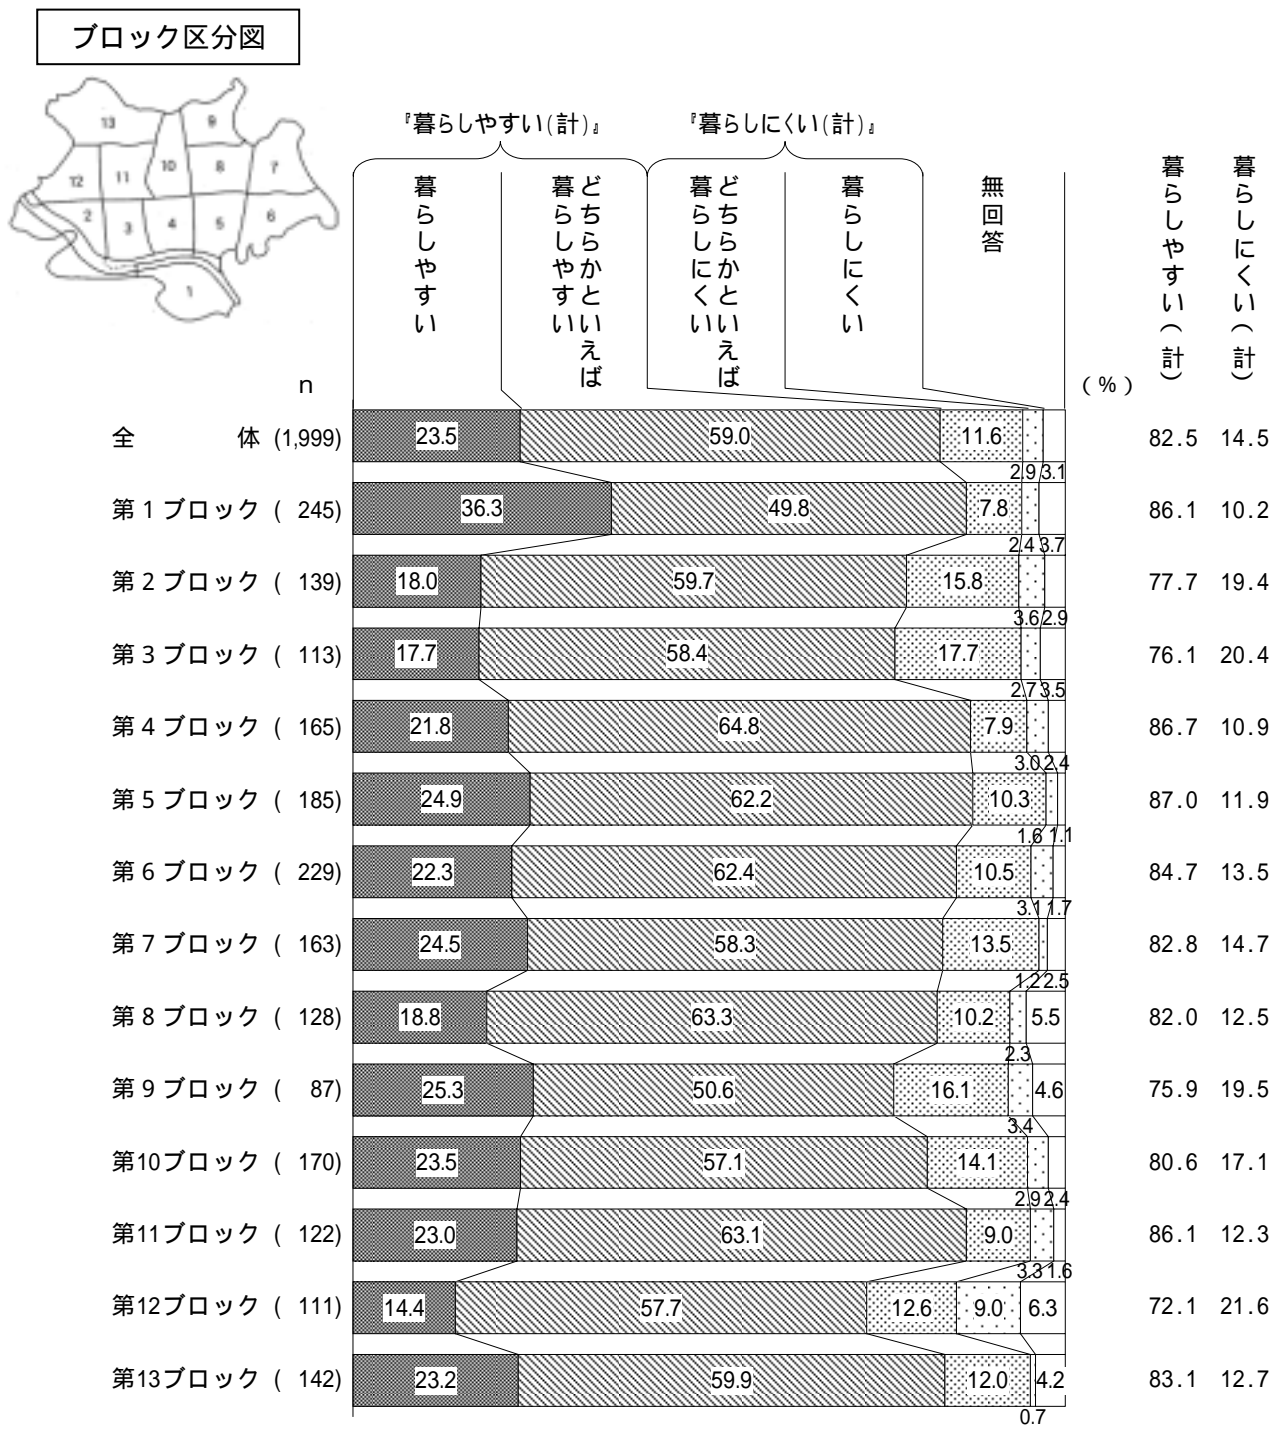 ブロック区分図
13
9
10
8
7
12
11
2
3
4
5
6
1
『暮らしやすい(計)』
『暮らしにくい(計)』
暮らしやすい
どちらかといえば
暮らしやすい
どちらかといえば
暮らしにくい
暮らしにくい
無回答
暮らしやすい(計)
暮らしにくい(計)
n
(%)
全体 (1,999) 23.5 59.0 11.6 82.5 14.5
2.9 3.1
第1ブロック ( 245) 36.3 49.8 7.8 86.1 10.2
2.4 3.7
第2ブロック ( 139) 18.0 59.7 15.8 77.7 19.4
3.6 2.9
第3ブロック ( 113) 17.7 58.4 17.7 76.1 20.4
2.7 3.5
第4ブロック ( 165) 21.8 64.8 7.9 86.7 10.9
3.0 2.4
第5ブロック ( 185) 24.9 62.2 10.3 87.0 11.9
1.6 1.1
第6ブロック ( 229) 22.3 62.4 10.5 84.7 13.5
3.1 1.7
第7ブロック ( 163) 24.5 58.3 13.5 82.8 14.7
1.2 2.5
第8ブロック ( 128) 18.8 63.3 10.2 5.5 82.0 12.5
2.3
第9ブロック ( 87) 25.3 50.6 16.1 4.6 75.9 19.5
3.4
第10ブロック ( 170) 23.5 57.1 14.1 80.6 17.1
2.9 2.4
第11ブロック ( 122) 23.0 63.1 9.0 86.1 12.3
3.3 1.6
第12ブロック ( 111) 14.4 57.7 12.6 9.0 6.3 72.1 21.6
第13ブロック ( 142) 23.2 59.9 12.0 4.2 83.1 12.7
0.7